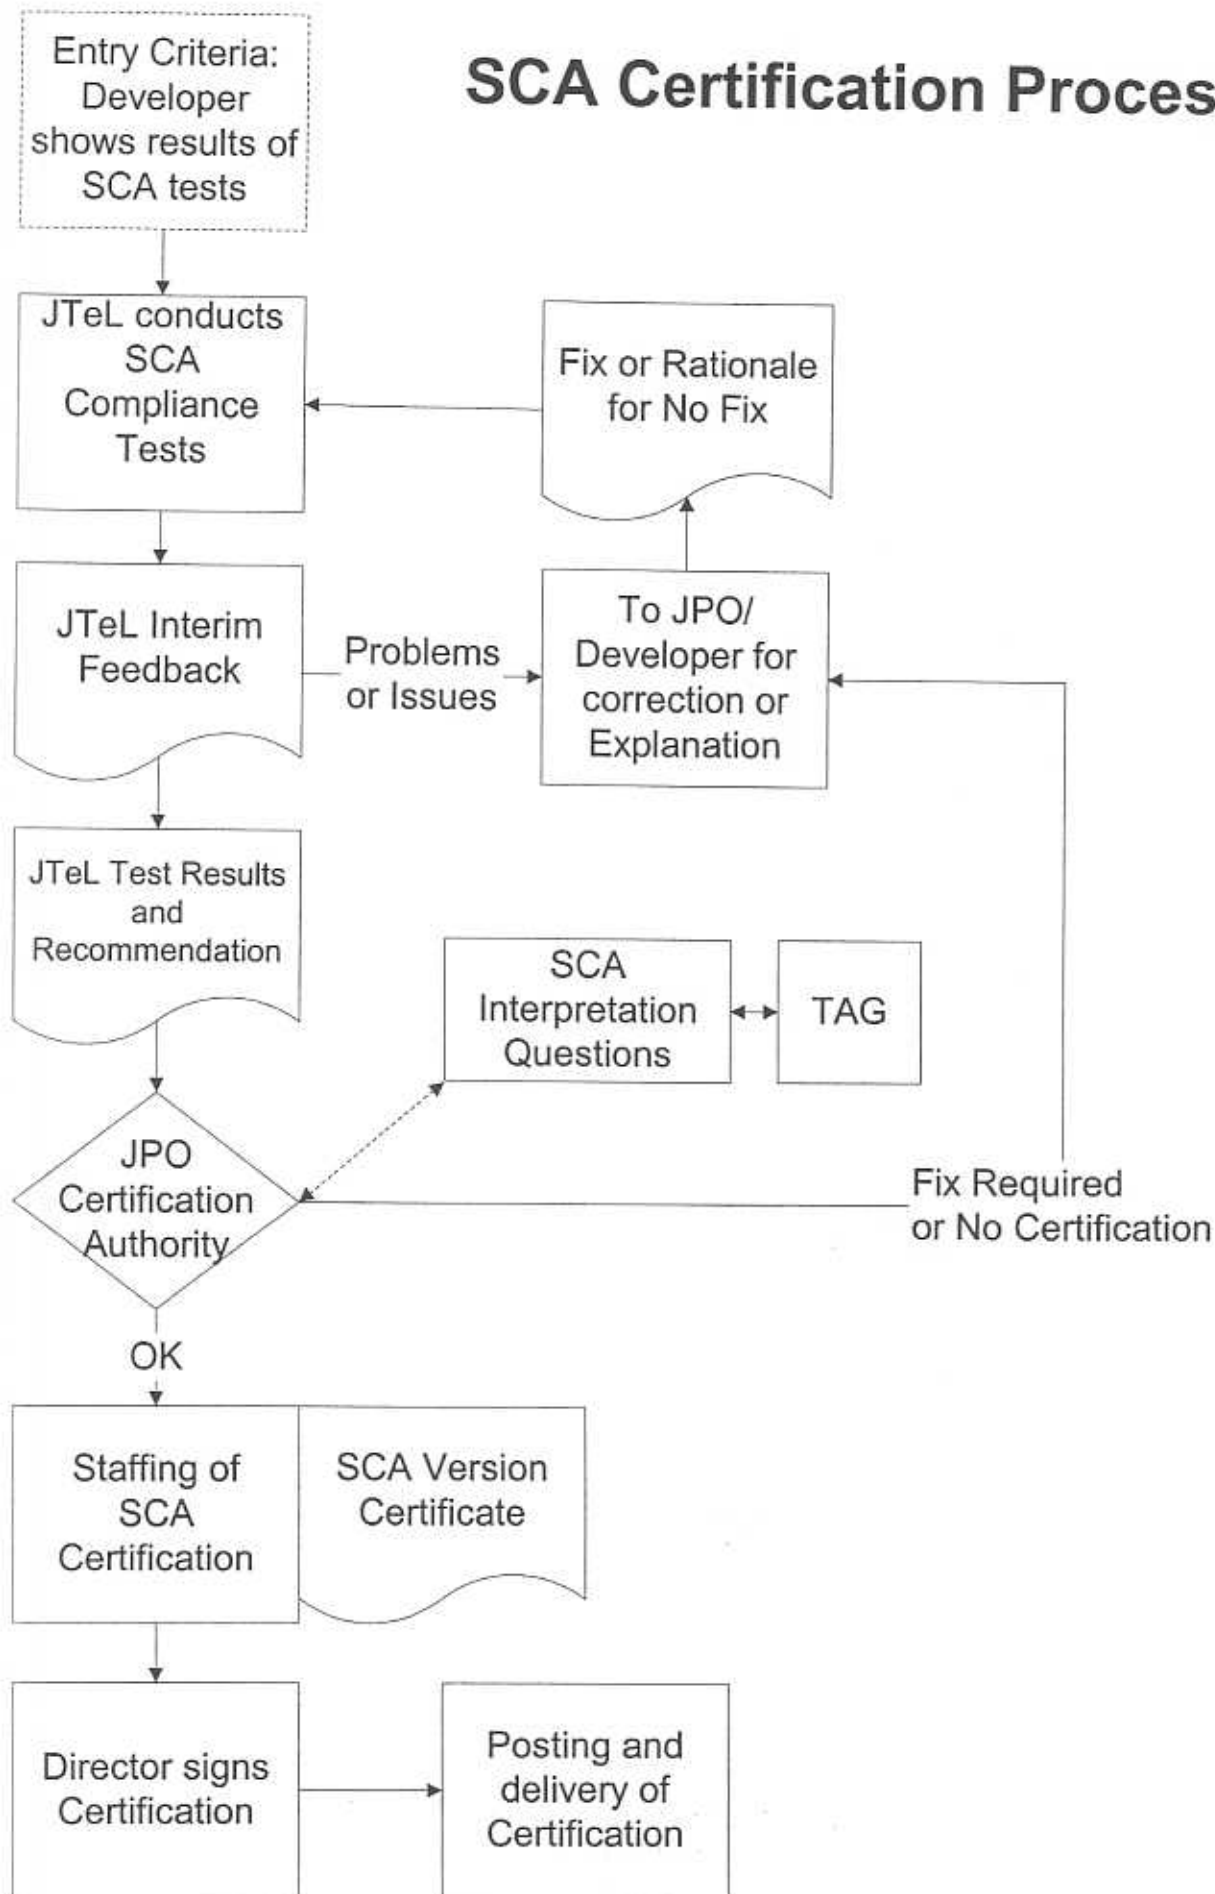 Entry Criteria:
Developer
shows results of
SCA tests
SCA Certification Proces
JTeL conducts
SCA
Compliance
Tests
Fix or Rationale
for No Fix
JTeL Interim
Feedback
Problems
or Issues
To JPO/
Developer for
correction or
Explanation
JTeL Test Results
and
Recommendation
SCA
Interpretation
Questions
TAG
JPO
Certification
Authority
Fix Required
or No Certification
OK
Staffing of
SCA
Certification
SCA Version
Certificate
Director signs
Certification
Posting and
delivery of
Certification